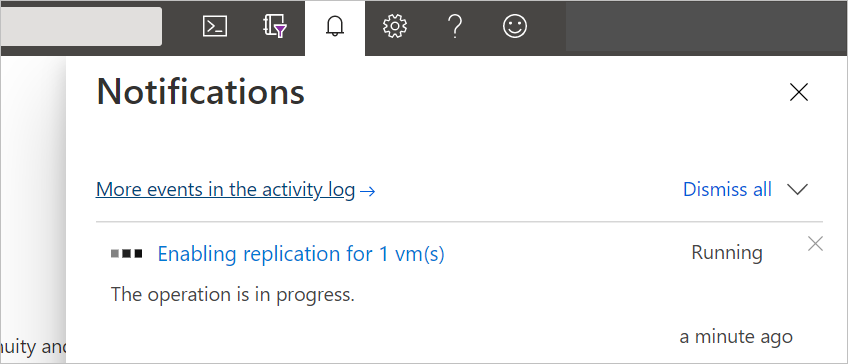 Notifications
More events in the activity log →
Dismiss all
Enabling replication for 1 vm(s)
Running
The operation is in progress.
a minute ago
nuity and